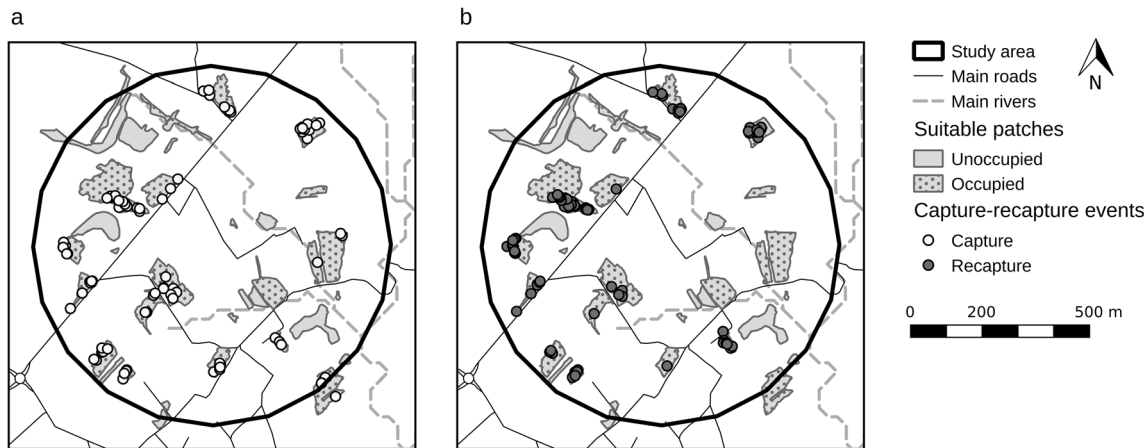 a
b
Study area
Main roads
Main rivers
N
Suitable patches
Unoccupied
Occupied
Capture-recapture events
Capture
Recapture
0 200 500 m